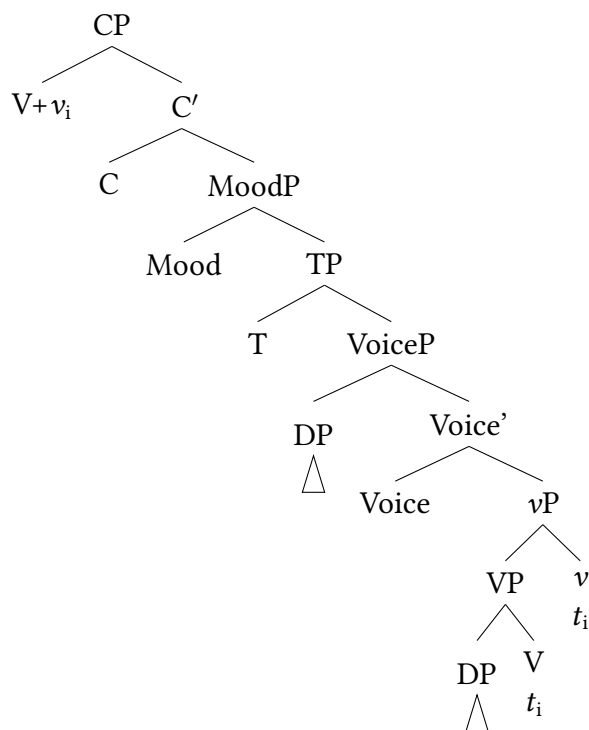 CP
V+vᵢ C′
C MoodP
Mood TP
T VoiceP
DP Voice’
Voice vP
VP v
tᵢ
DP V
tᵢ